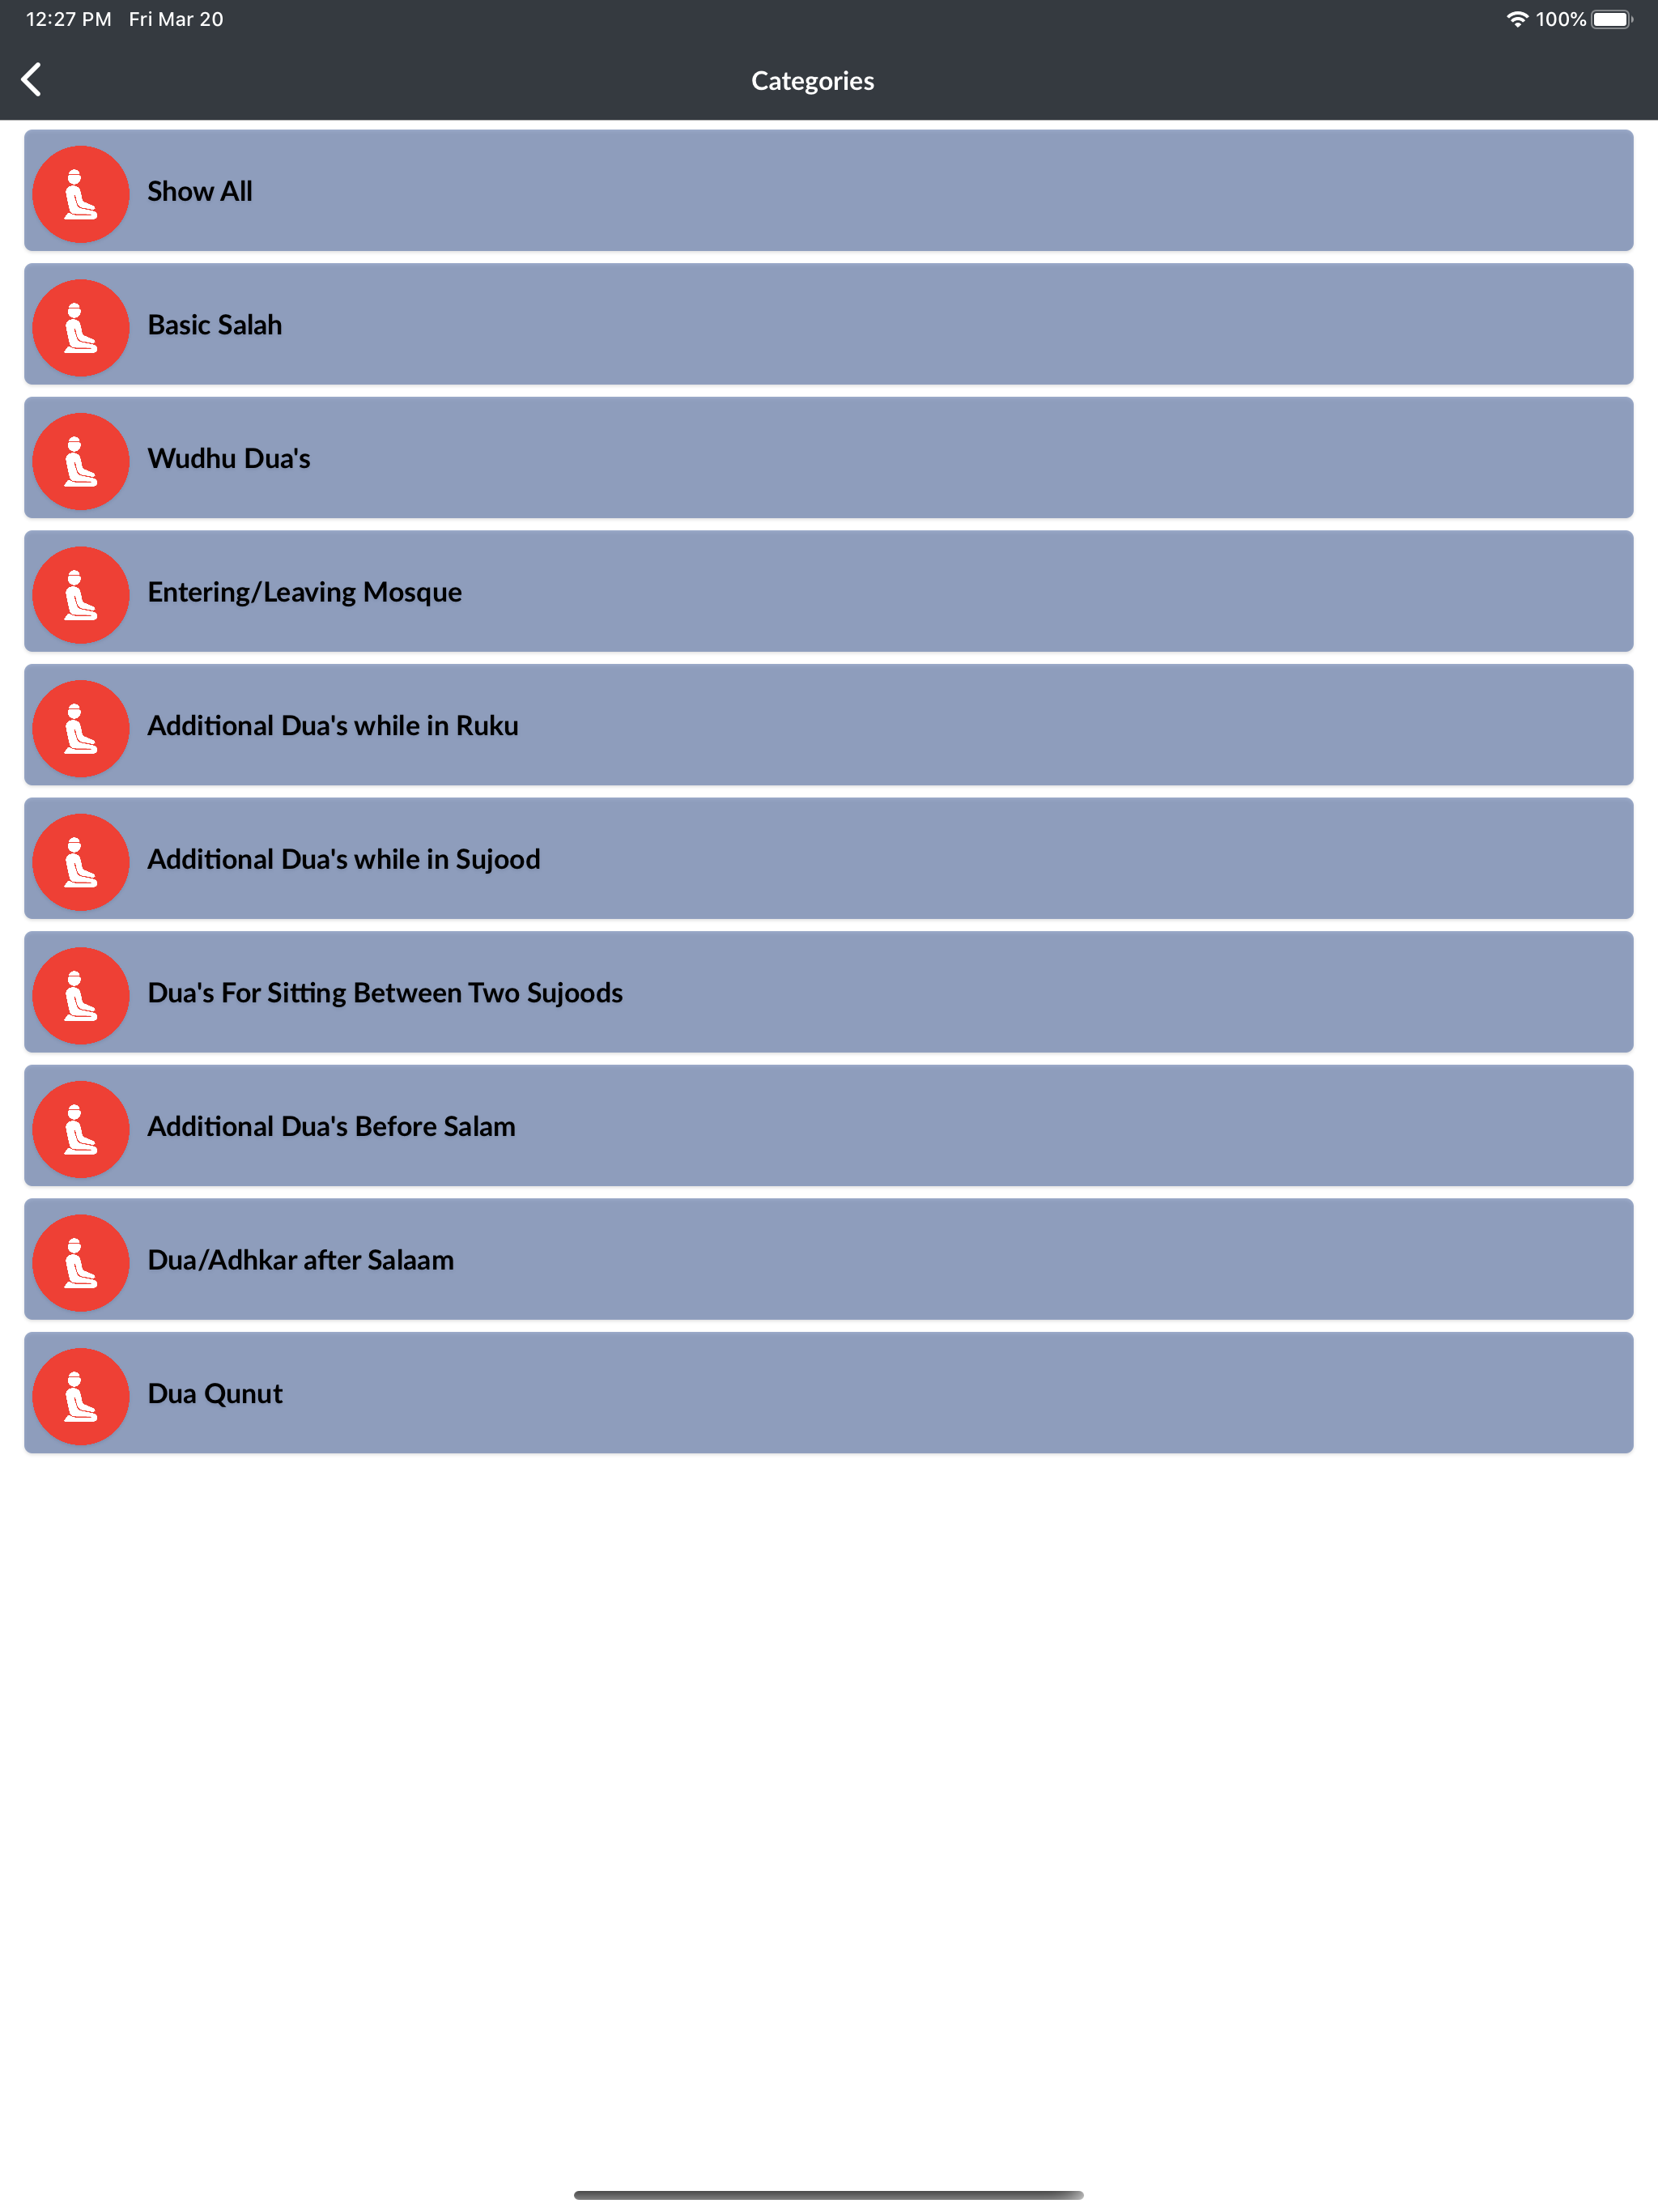 12:27 PM Fri Mar 20 100%
Categories
Show All
Basic Salah
Wudhu Dua's
Entering/Leaving Mosque
Additional Dua's while in Ruku
Additional Dua's while in Sujood
Dua's For Sitting Between Two Sujoods
Additional Dua's Before Salam
Dua/Adhkar after Salaam
Dua Qunut